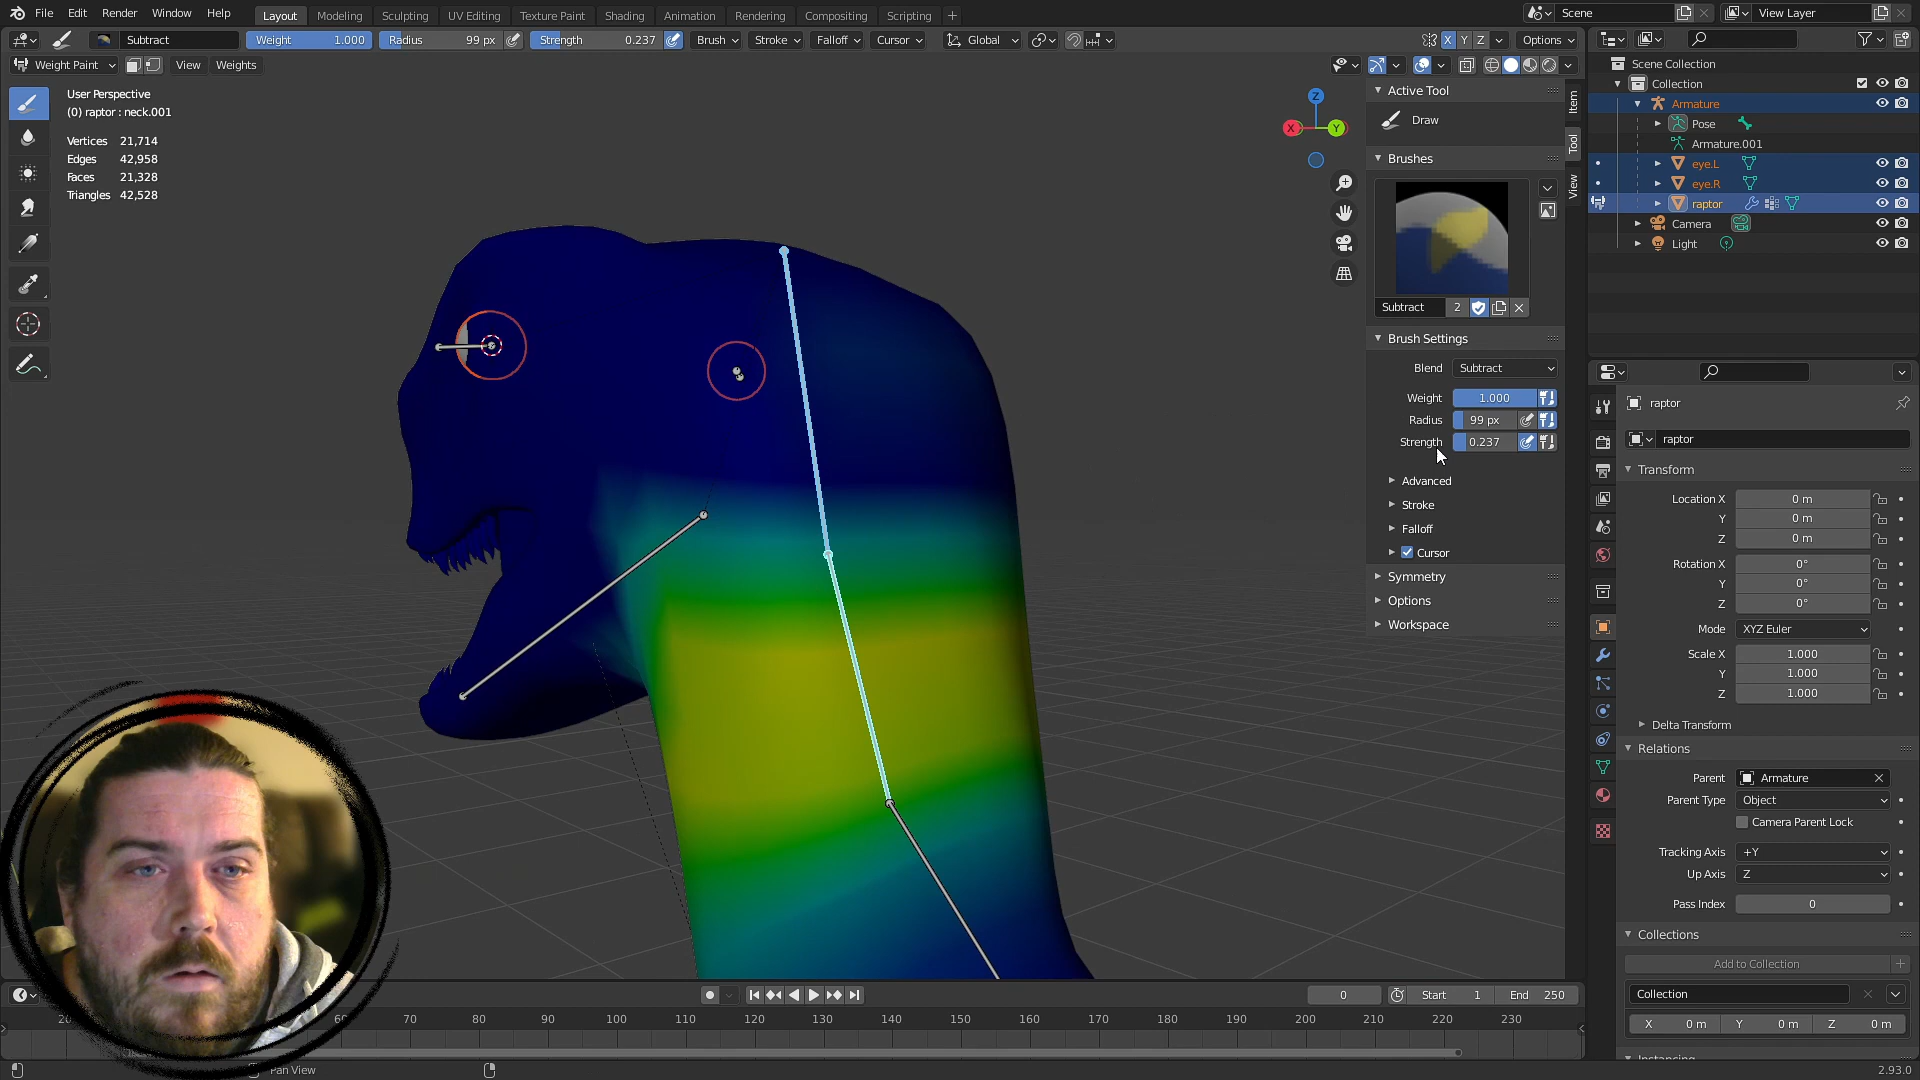 File Edit Render Window Help
Layout Modeling Sculpting UV Editing Texture Paint Shading Animation Rendering Compositing Scripting
Scene View Layer
Subtract Weight 1.000 Radius 99 px Strength 0.237 Brush Stroke Falloff Cursor Global X Y Z Options
Weight Paint View Weights
User Perspective
(0) raptor : neck.001
Vertices 21,714
Edges 42,958
Faces 21,328
Triangles 42,528
Z
X Y
Active Tool
Draw
Brushes
Subtract 2
Brush Settings
Blend Subtract
Weight 1.000
Radius 99 px
Strength 0.237
Advanced
Stroke
Falloff
Cursor
Symmetry
Options
Workspace
Item
Tool
View
Scene Collection
Collection
Armature
Pose
Armature.001
eye.L
eye.R
raptor
Camera
Light
raptor
raptor
Transform
Location X 0 m
Y 0 m
Z 0 m
Rotation X 0°
Y 0°
Z 0°
Mode XYZ Euler
Scale X 1.000
Y 1.000
Z 1.000
Delta Transform
Relations
Parent Armature
Parent Type Object
Camera Parent Lock
Tracking Axis +Y
Up Axis Z
Pass Index 0
Collections
Add to Collection
Collection
X 0 m Y 0 m Z 0 m
0 Start 1 End 250
60 70 80 90 100 110 120 130 140 150 160 170 180 190 200 210 220 230
Pan View
2.93.0